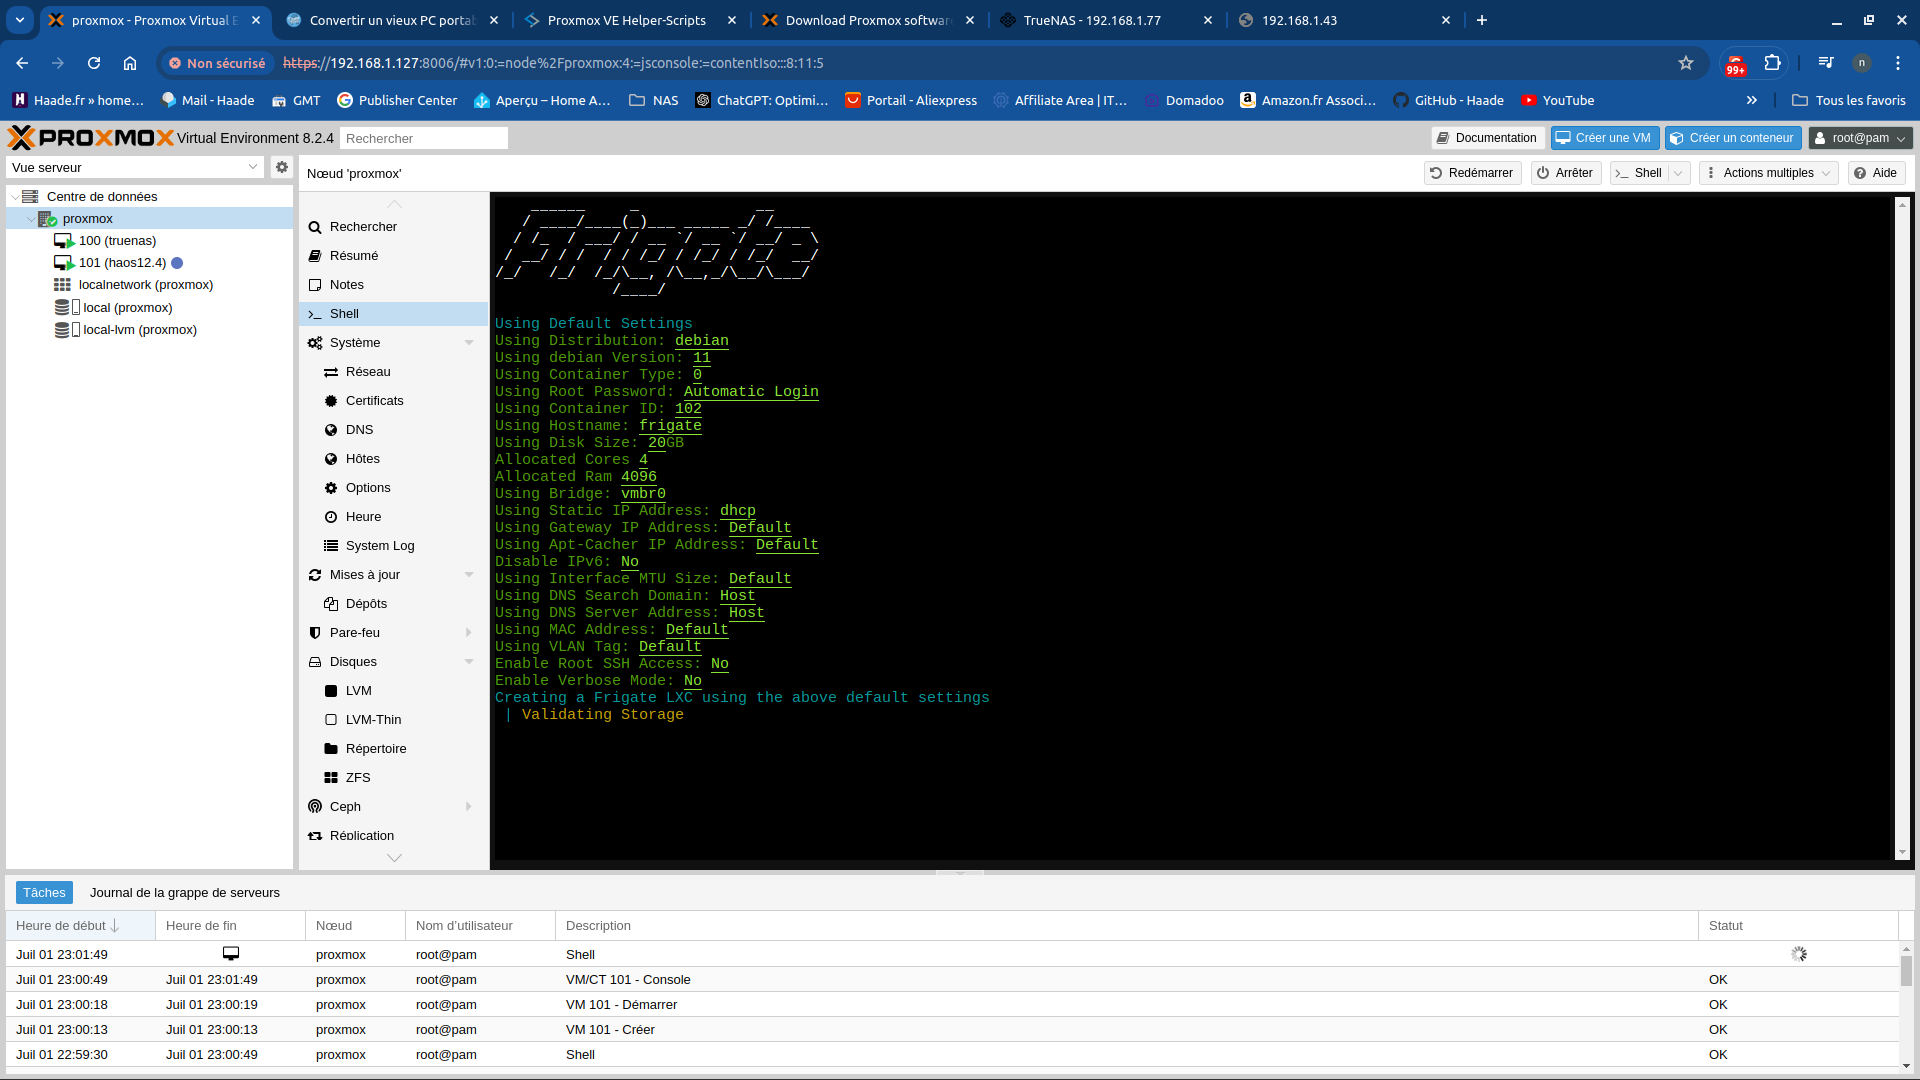 proxmox - Proxmox Virtual E
Convertir un vieux PC porta
Proxmox VE Helper-Scripts
Download Proxmox softwar
TrueNAS - 192.168.1.77
192.168.1.43
Non sécurisé
https://192.168.1.127:8006/#v1:0:=node%2Fproxmox:4:=jsconsole:=contentIso:::8:11:5
99+
n
Haade.fr » home…
Mail - Haade
GMT
Publisher Center
Aperçu – Home A…
NAS
ChatGPT: Optimi…
Portail - Aliexpress
Affiliate Area | IT…
Domadoo
Amazon.fr Associ…
GitHub - Haade
YouTube
Tous les favoris
PROXMOX Virtual Environment 8.2.4
Rechercher
Documentation
Créer une VM
Créer un conteneur
root@pam
Vue serveur
Nœud 'proxmox'
Redémarrer
Arrêter
Shell
Actions multiples
Aide
Centre de données
proxmox
100 (truenas)
101 (haos12.4)
localnetwork (proxmox)
local (proxmox)
local-lvm (proxmox)
Rechercher
Résumé
Notes
Shell
Système
Réseau
Certificats
DNS
Hôtes
Options
Heure
System Log
Mises à jour
Dépôts
Pare-feu
Disques
LVM
LVM-Thin
Répertoire
ZFS
Ceph
Réplication
Frigate
Using Default Settings
Using Distribution: debian
Using debian Version: 11
Using Container Type: 0
Using Root Password: Automatic Login
Using Container ID: 102
Using Hostname: frigate
Using Disk Size: 20GB
Allocated Cores 4
Allocated Ram 4096
Using Bridge: vmbr0
Using Static IP Address: dhcp
Using Gateway IP Address: Default
Using Apt-Cacher IP Address: Default
Disable IPv6: No
Using Interface MTU Size: Default
Using DNS Search Domain: Host
Using DNS Server Address: Host
Using MAC Address: Default
Using VLAN Tag: Default
Enable Root SSH Access: No
Enable Verbose Mode: No
Creating a Frigate LXC using the above default settings
| Validating Storage
Tâches
Journal de la grappe de serveurs
Heure de début Heure de fin Nœud Nom d'utilisateur Description Statut
Juil 01 23:01:49 proxmox root@pam Shell
Juil 01 23:00:49 Juil 01 23:01:49 proxmox root@pam VM/CT 101 - Console OK
Juil 01 23:00:18 Juil 01 23:00:19 proxmox root@pam VM 101 - Démarrer OK
Juil 01 23:00:13 Juil 01 23:00:13 proxmox root@pam VM 101 - Créer OK
Juil 01 22:59:30 Juil 01 23:00:49 proxmox root@pam Shell OK